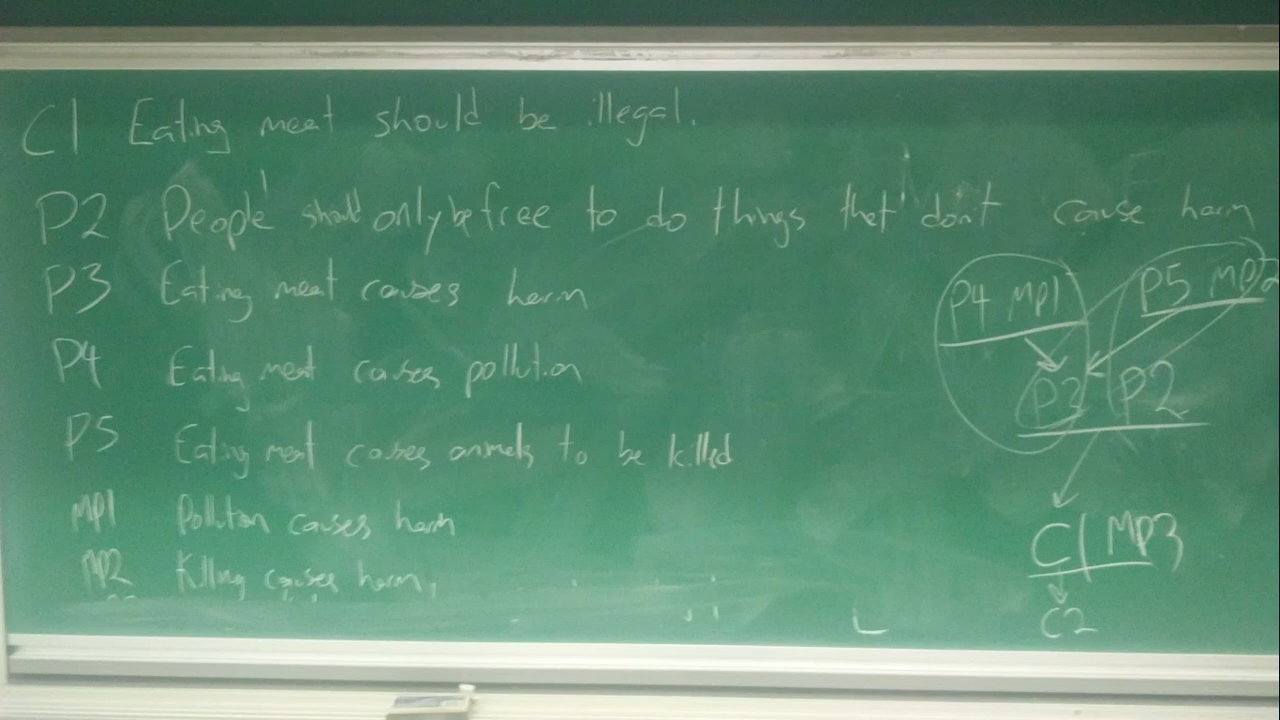 C1 Eating meat should be illegal.
P2 People should only be free to do things that don't cause harm
P3 Eating meat causes harm
P4 Eating meat causes pollution
P5 Eating meat causes animals to be killed
MP1 Pollution causes harm
MP2 Killing causes harm.
P4 MP1
P5 MP2
P3 P2
C1 MP3
C2